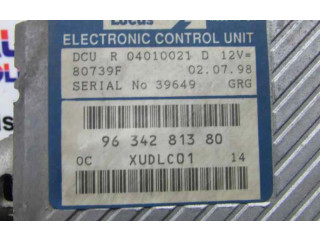 Lucas
ELECTRONIC CONTROL UNIT
DCU R 04010021 D 12V=
80739F 02.07.98
SERIAL No 39649 GRG
96 342 813 80
0C XUDLC01 14